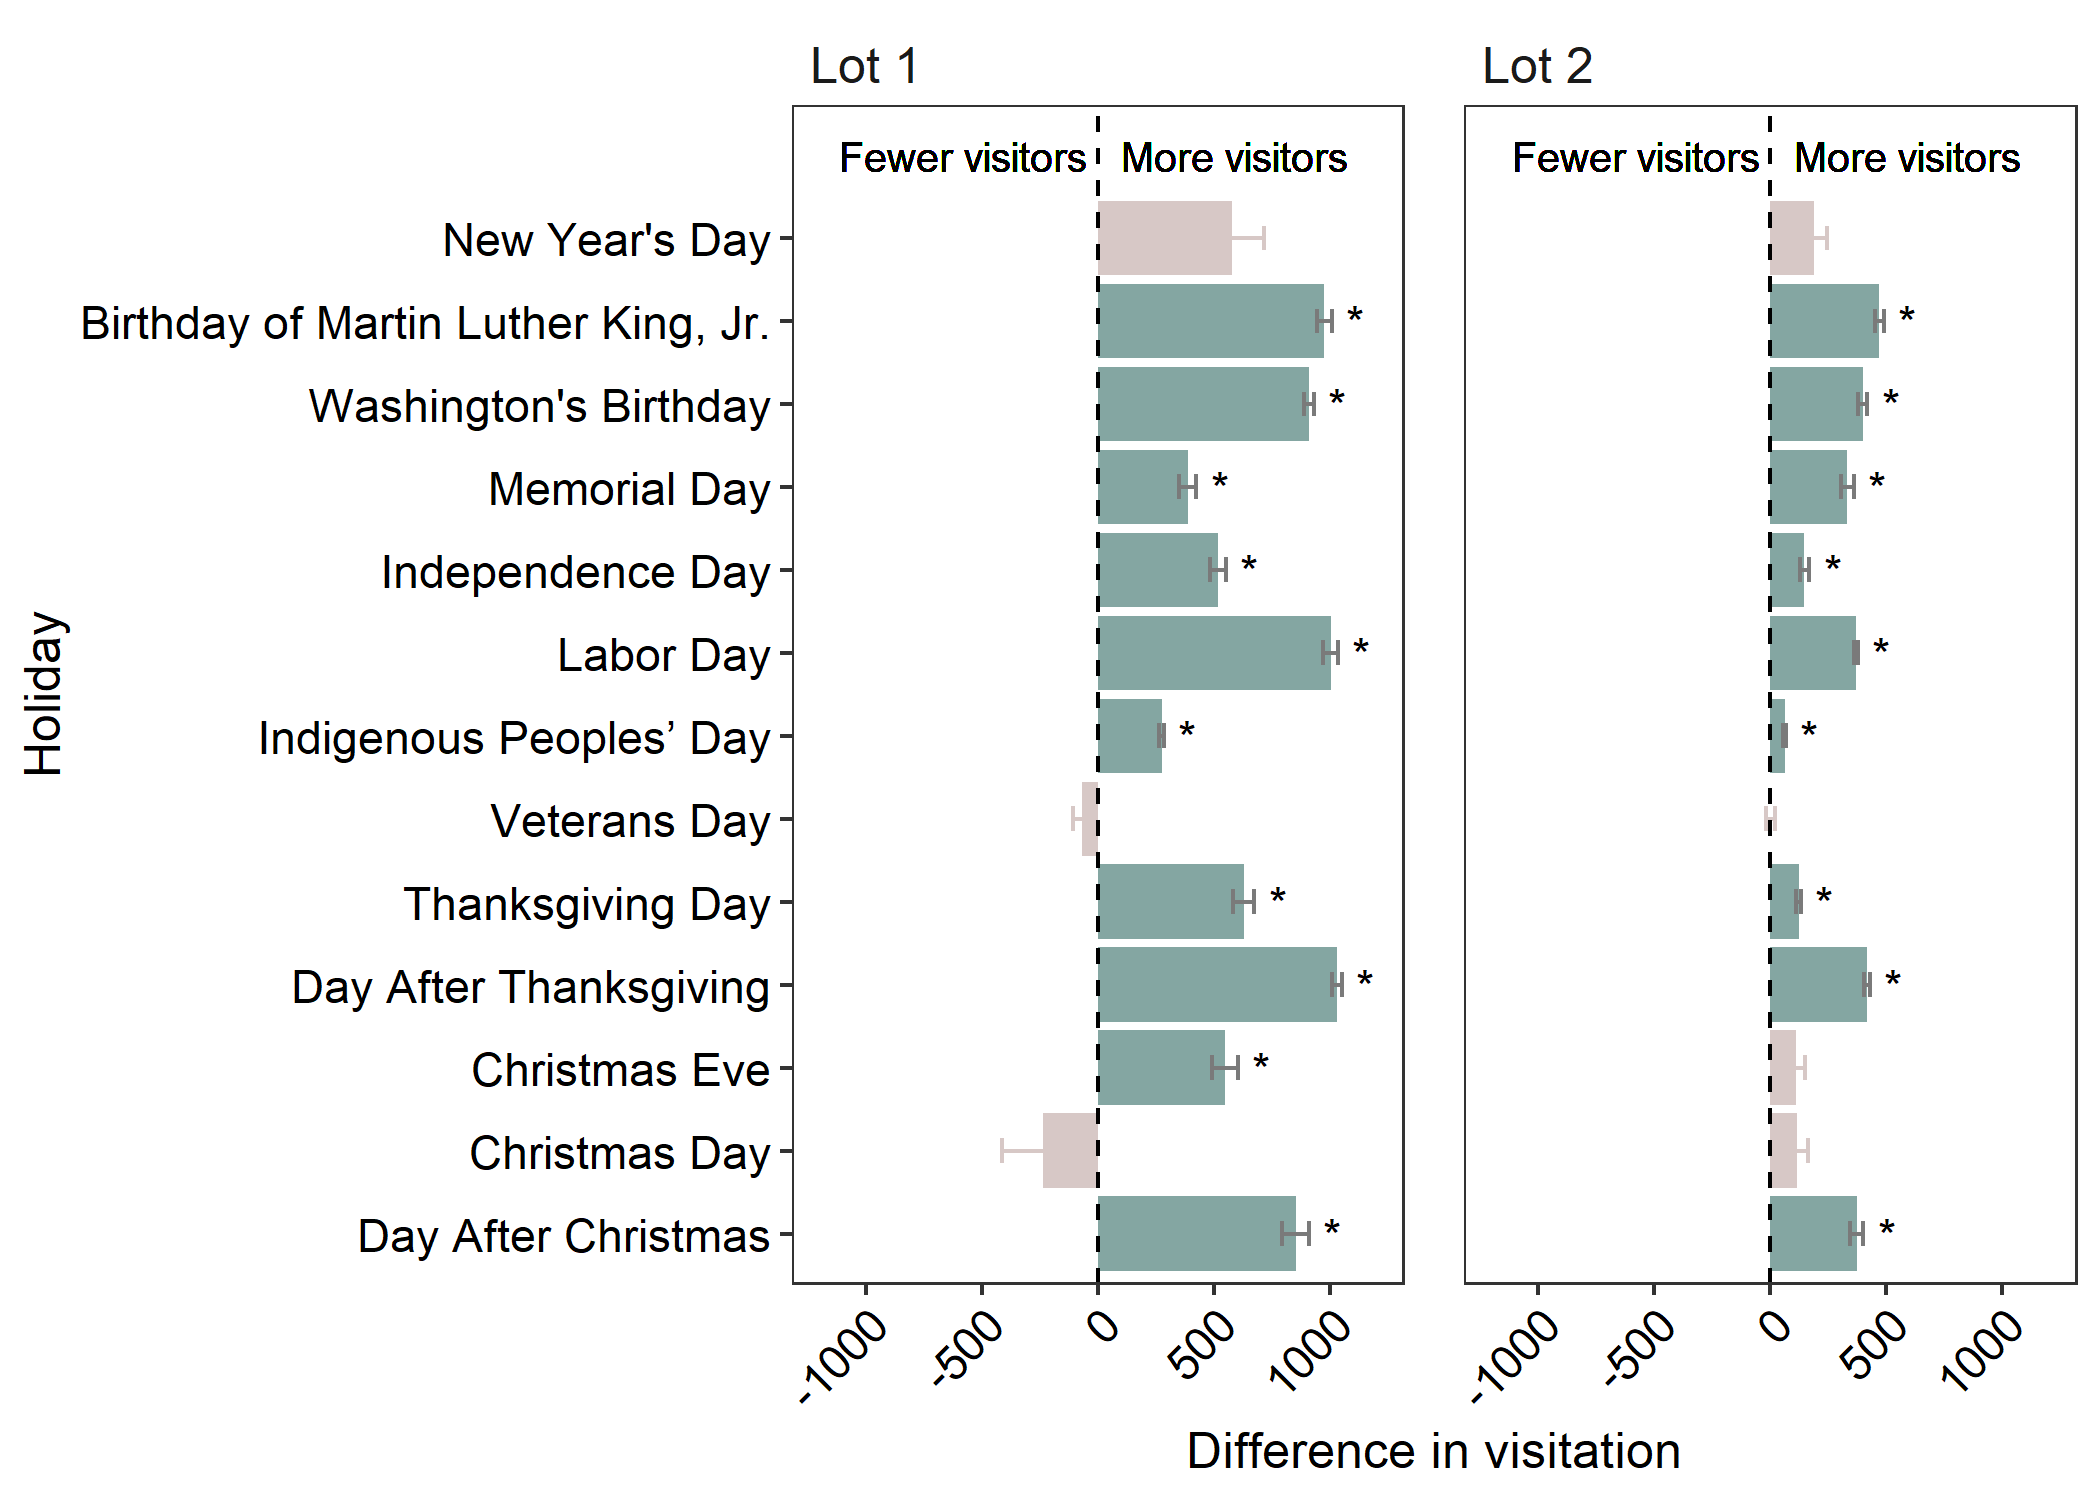 Lot 1
Lot 2
Fewer visitors
More visitors
Fewer visitors
More visitors
Holiday
New Year's Day
*
Birthday of Martin Luther King, Jr.
*
*
Washington's Birthday
*
*
Memorial Day
*
*
Independence Day
*
*
Labor Day
*
*
Indigenous Peoples’ Day
*
*
Veterans Day
Thanksgiving Day
*
*
Day After Thanksgiving
*
*
Christmas Eve
*
Christmas Day
Day After Christmas
*
*
-1000
-500
0
500
1000
-1000
-500
0
500
1000
Difference in visitation